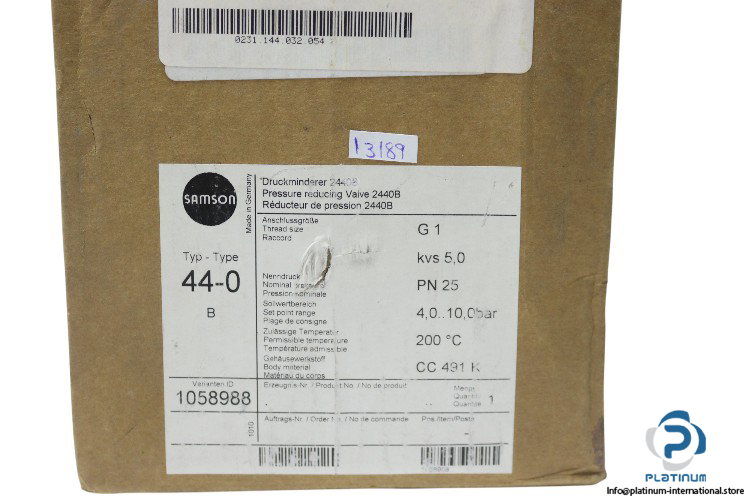 0231.144.032.054
13189
SAMSON
Made in Germany
Typ - Type
44-0
B
Druckminderer 2440B
Pressure reducing Valve 2440B
Réducteur de pression 2440B
Anschlussgröße
Thread size
Raccord
G 1
kvs 5,0
Nenndruck
Nominal
Pression nominale
PN 25
Sollwertbereich
Set point range
Plage de consigne
4,0..10,0bar
Zulässige Temperatur
Permissible temperature
Température admissible
200 °C
Gehäusewerkstoff
Body material
Matériau du corps
CC 491 K
Varianten ID
1058988
Erzeugnis-Nr. / Product No. / No de produit
Menge
Quantity
Quantité
1
1010
Auftrags-Nr. / Order No. / No de commande
Pos./Item/Poste
-
PLATINUM
Info@platinum-international.store